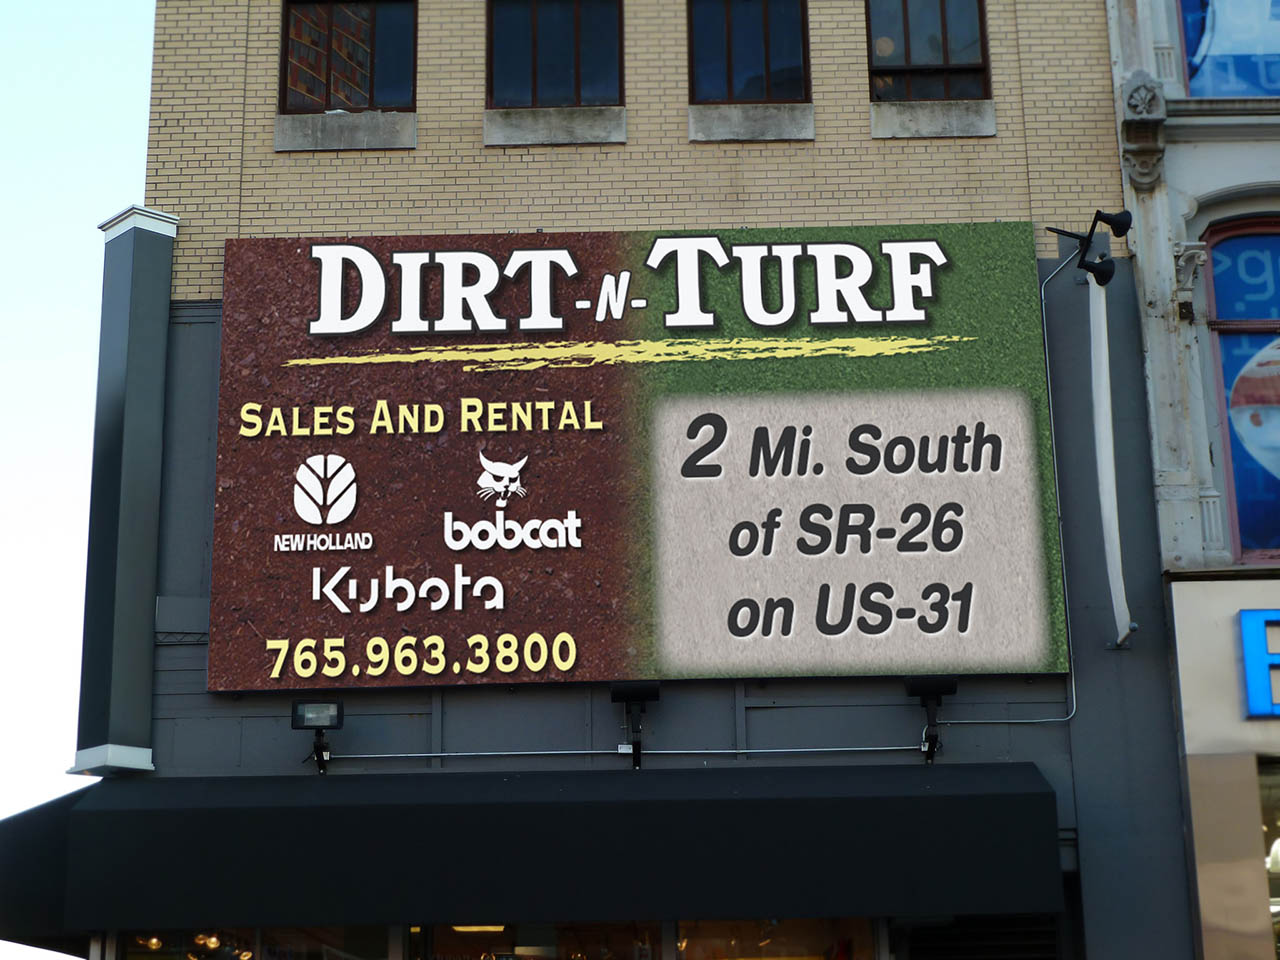 DIRT-N-TURF
SALES AND RENTAL
NEW HOLLAND
bobcat
Kubota
765.963.3800
2 Mi. South
of SR-26
on US-31